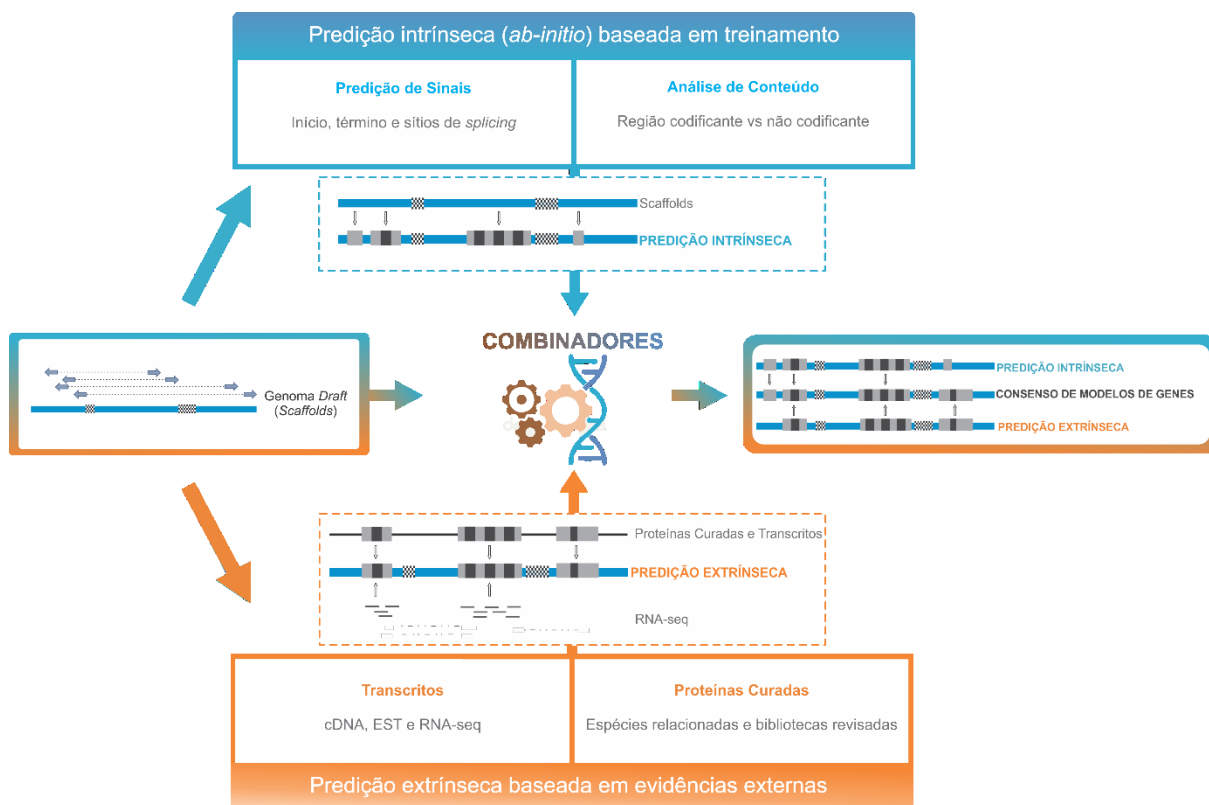 Predição intrínseca (ab-initio) baseada em treinamento
Predição de Sinais
Início, término e sítios de splicing
Análise de Conteúdo
Região codificante vs não codificante
Scaffolds
PREDIÇÃO INTRÍNSECA
Genoma Draft
(Scaffolds)
COMBINADORES
PREDIÇÃO INTRÍNSECA
CONSENSO DE MODELOS DE GENES
PREDIÇÃO EXTRÍNSECA
Proteínas Curadas e Transcritos
PREDIÇÃO EXTRÍNSECA
RNA-seq
Transcritos
cDNA, EST e RNA-seq
Proteínas Curadas
Espécies relacionadas e bibliotecas revisadas
Predição extrínseca baseada em evidências externas